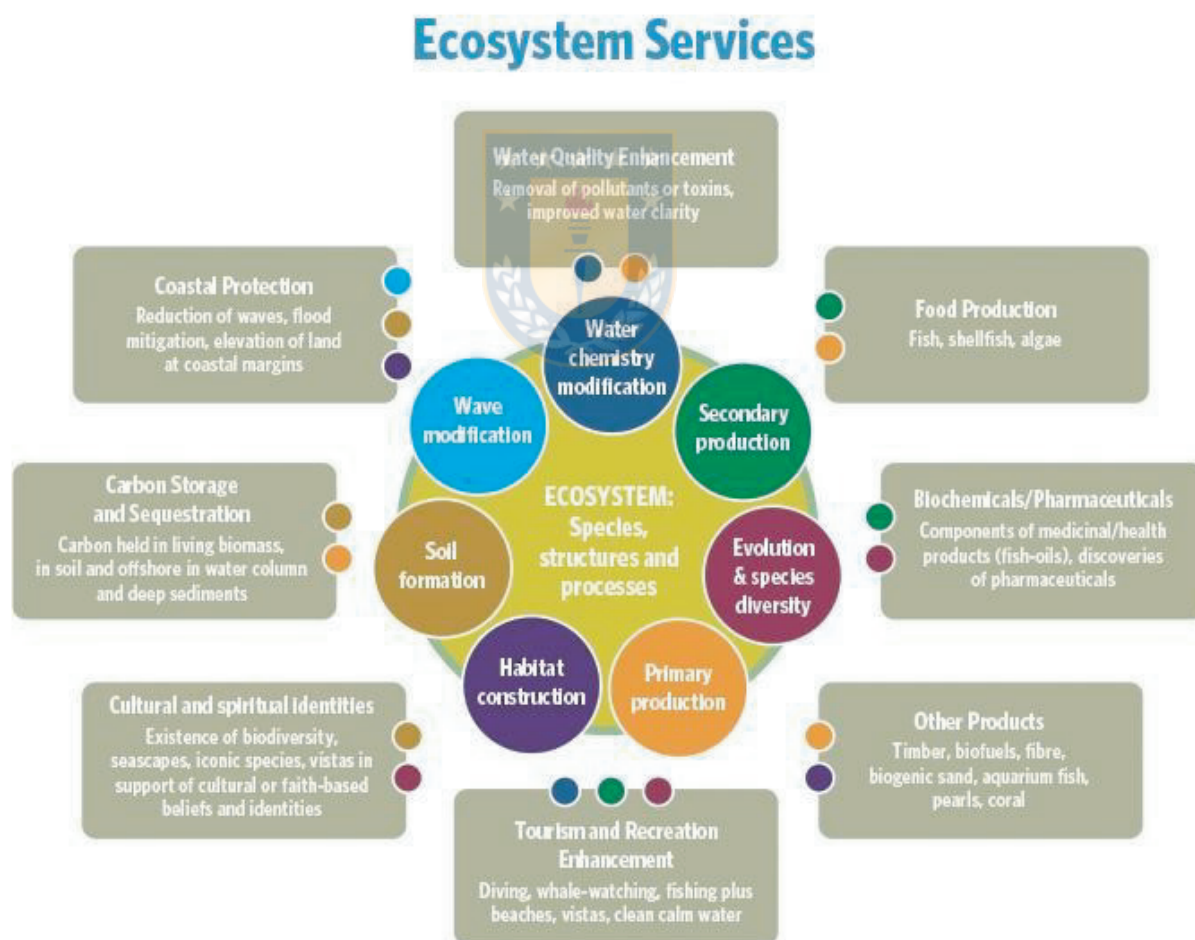 Ecosystem Services
Water Quality Enhancement
Removal of pollutants or toxins,
improved water clarity
Coastal Protection
Reduction of waves, flood
mitigation, elevation of land
at coastal margins
Food Production
Fish, shellfish, algae
Water
chemistry
modification
Wave
modification
Secondary
production
Carbon Storage
and Sequestration
Carbon held in living biomass,
in soil and offshore in water column
and deep sediments
ECOSYSTEM:
Species,
structures and
processes
Soil
formation
Evolution
& species
diversity
Biochemicals/Pharmaceuticals
Components of medicinal/health
products (fish-oils), discoveries
of pharmaceuticals
Habitat
construction
Primary
production
Cultural and spiritual identities
Existence of biodiversity,
seascapes, iconic species, vistas in
support of cultural or faith-based
beliefs and identities
Other Products
Timber, biofuels, fibre,
biogenic sand, aquarium fish,
pearls, coral
Tourism and Recreation
Enhancement
Diving, whale-watching, fishing plus
beaches, vistas, clean calm water